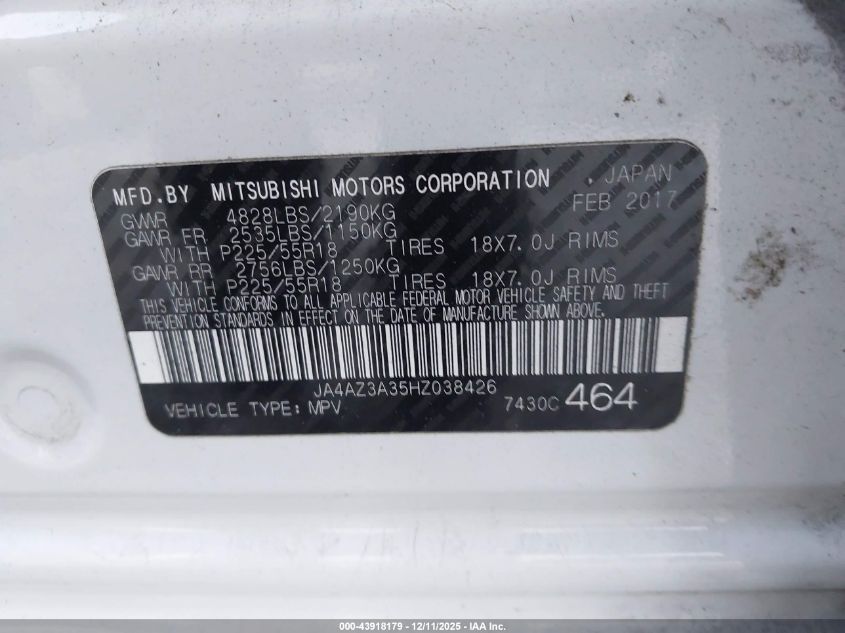 MFD.BY MITSUBISHI MOTORS CORPORATION , JAPAN
GVWR 4828LBS/2190KG FEB 2017
GAWR FR 2535LBS/1150KG
WITH P225/55R18 TIRES 18X7.0J RIMS
GAWR RR 2756LBS/1250KG
WITH P225/55R18 TIRES 18X7.0J RIMS
THIS VEHICLE CONFORMS TO ALL APPLICABLE FEDERAL MOTOR VEHICLE SAFETY AND THEFT
PREVENTION STANDARDS IN EFFECT ON THE DATE OF MANUFACTURE SHOWN ABOVE.
JA4AZ3A35HZ038426
VEHICLE TYPE: MPV 7430C 464
000-43918179 - 12/11/2025 - IAA Inc.